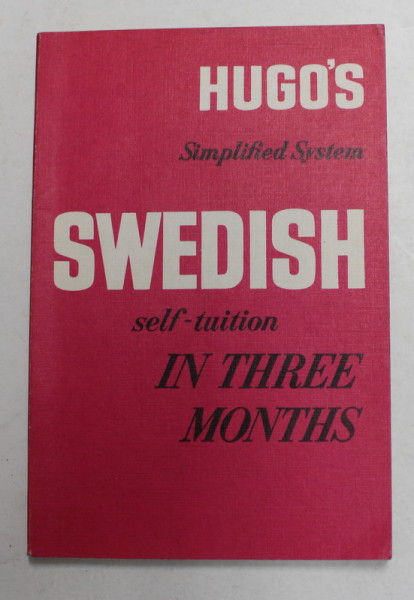 HUGO'S
Simplified System
SWEDISH
self-tuition
IN THREE
MONTHS